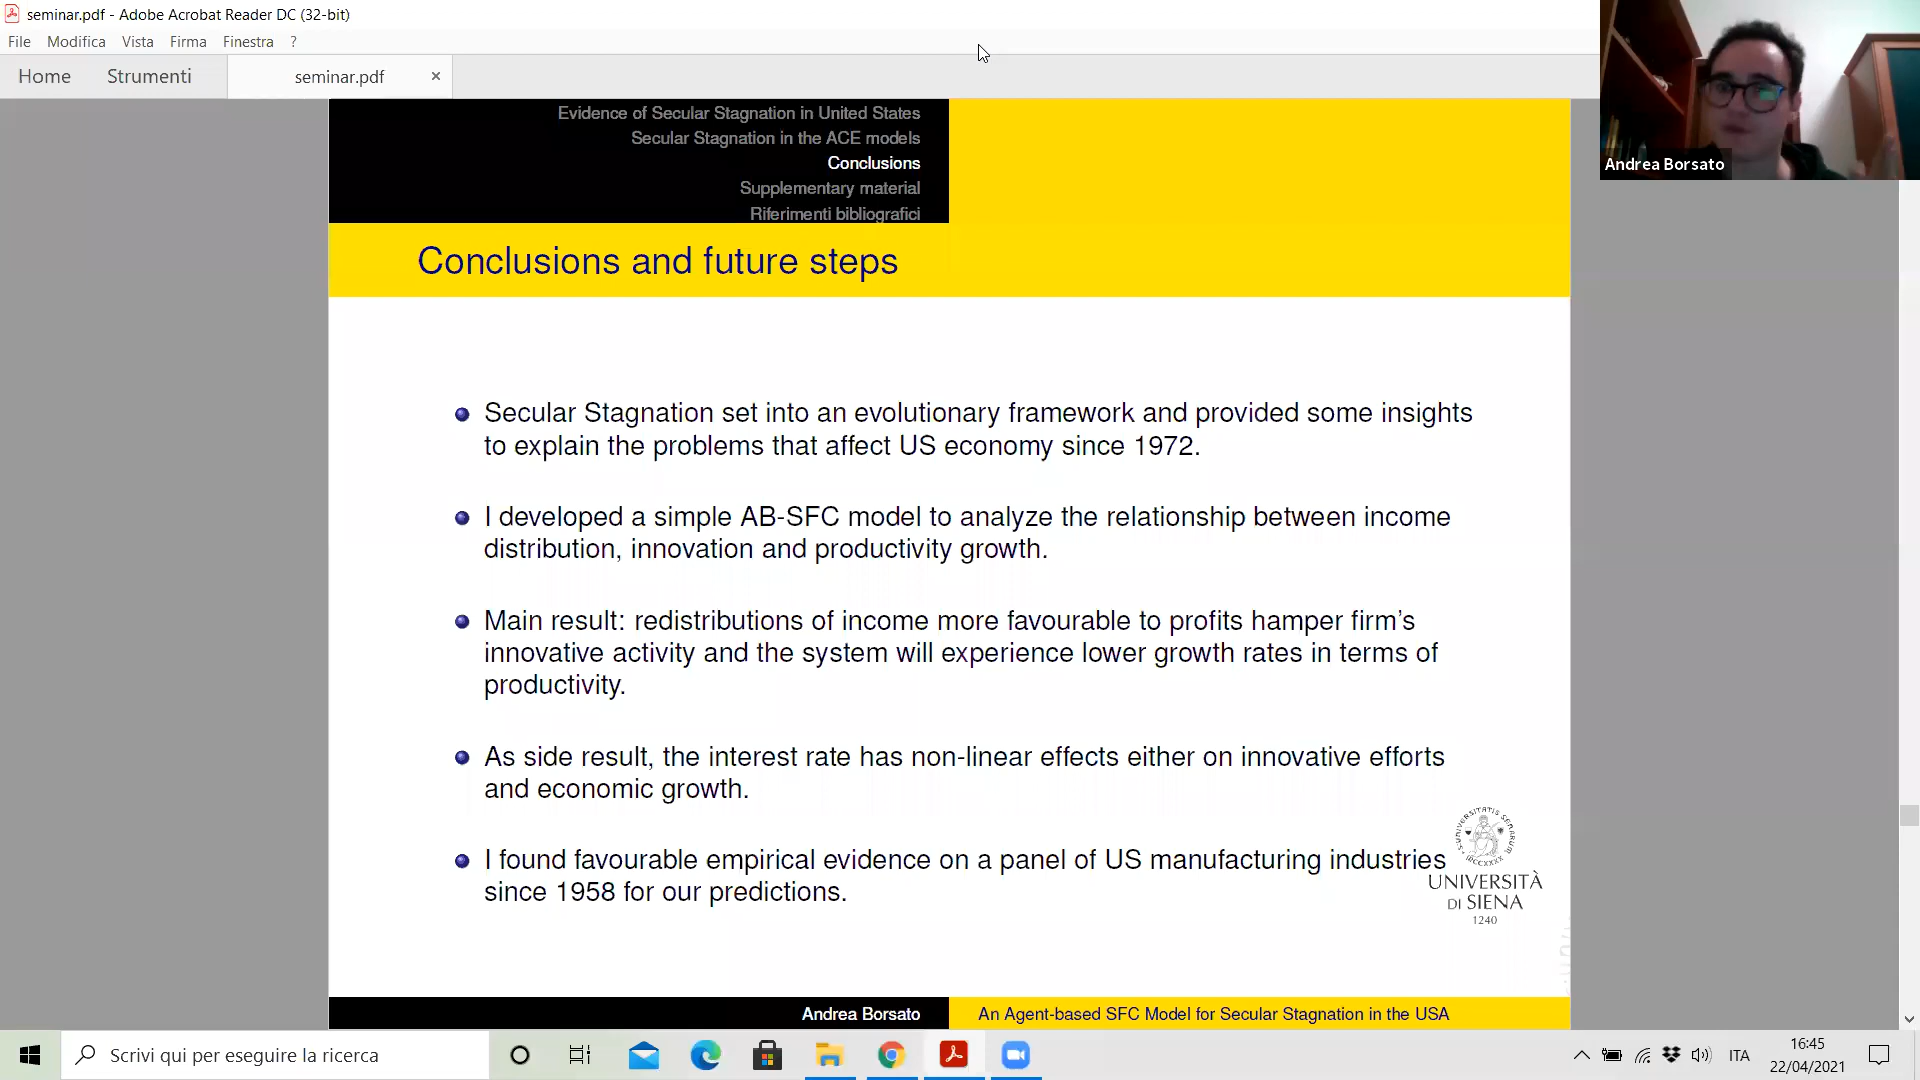 seminar.pdf - Adobe Acrobat Reader DC (32-bit)
File Modifica Vista Firma Finestra ?
Home Strumenti seminar.pdf ×
Evidence of Secular Stagnation in United States
Secular Stagnation in the ACE models
Conclusions
Supplementary material
Riferimenti bibliografici
Andrea Borsato
Conclusions and future steps
Secular Stagnation set into an evolutionary framework and provided some insights
to explain the problems that affect US economy since 1972.
I developed a simple AB-SFC model to analyze the relationship between income
distribution, innovation and productivity growth.
Main result: redistributions of income more favourable to profits hamper firm's
innovative activity and the system will experience lower growth rates in terms of
productivity.
As side result, the interest rate has non-linear effects either on innovative efforts
and economic growth.
I found favourable empirical evidence on a panel of US manufacturing industries
since 1958 for our predictions.
UNIVERSITÀ
DI SIENA
1240
Andrea Borsato An Agent-based SFC Model for Secular Stagnation in the USA
Scrivi qui per eseguire la ricerca
ITA
16:45
22/04/2021